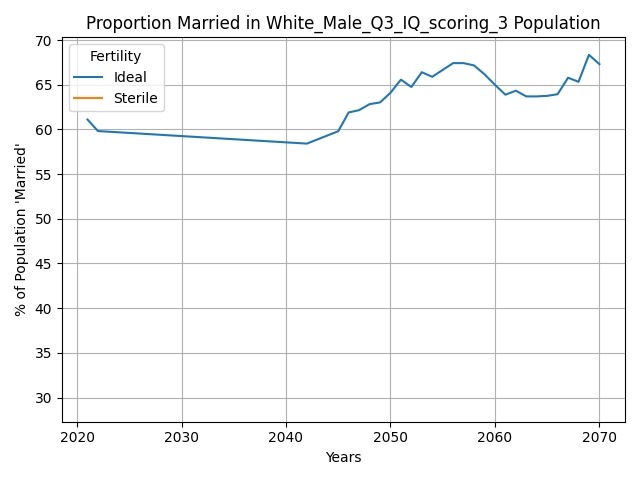 Proportion Married in White_Male_Q3_IQ_scoring_3 Population
% of Population 'Married'
70
65
60
55
50
45
40
35
30
Fertility
Ideal
Sterile
2020 2030 2040 2050 2060 2070
Years